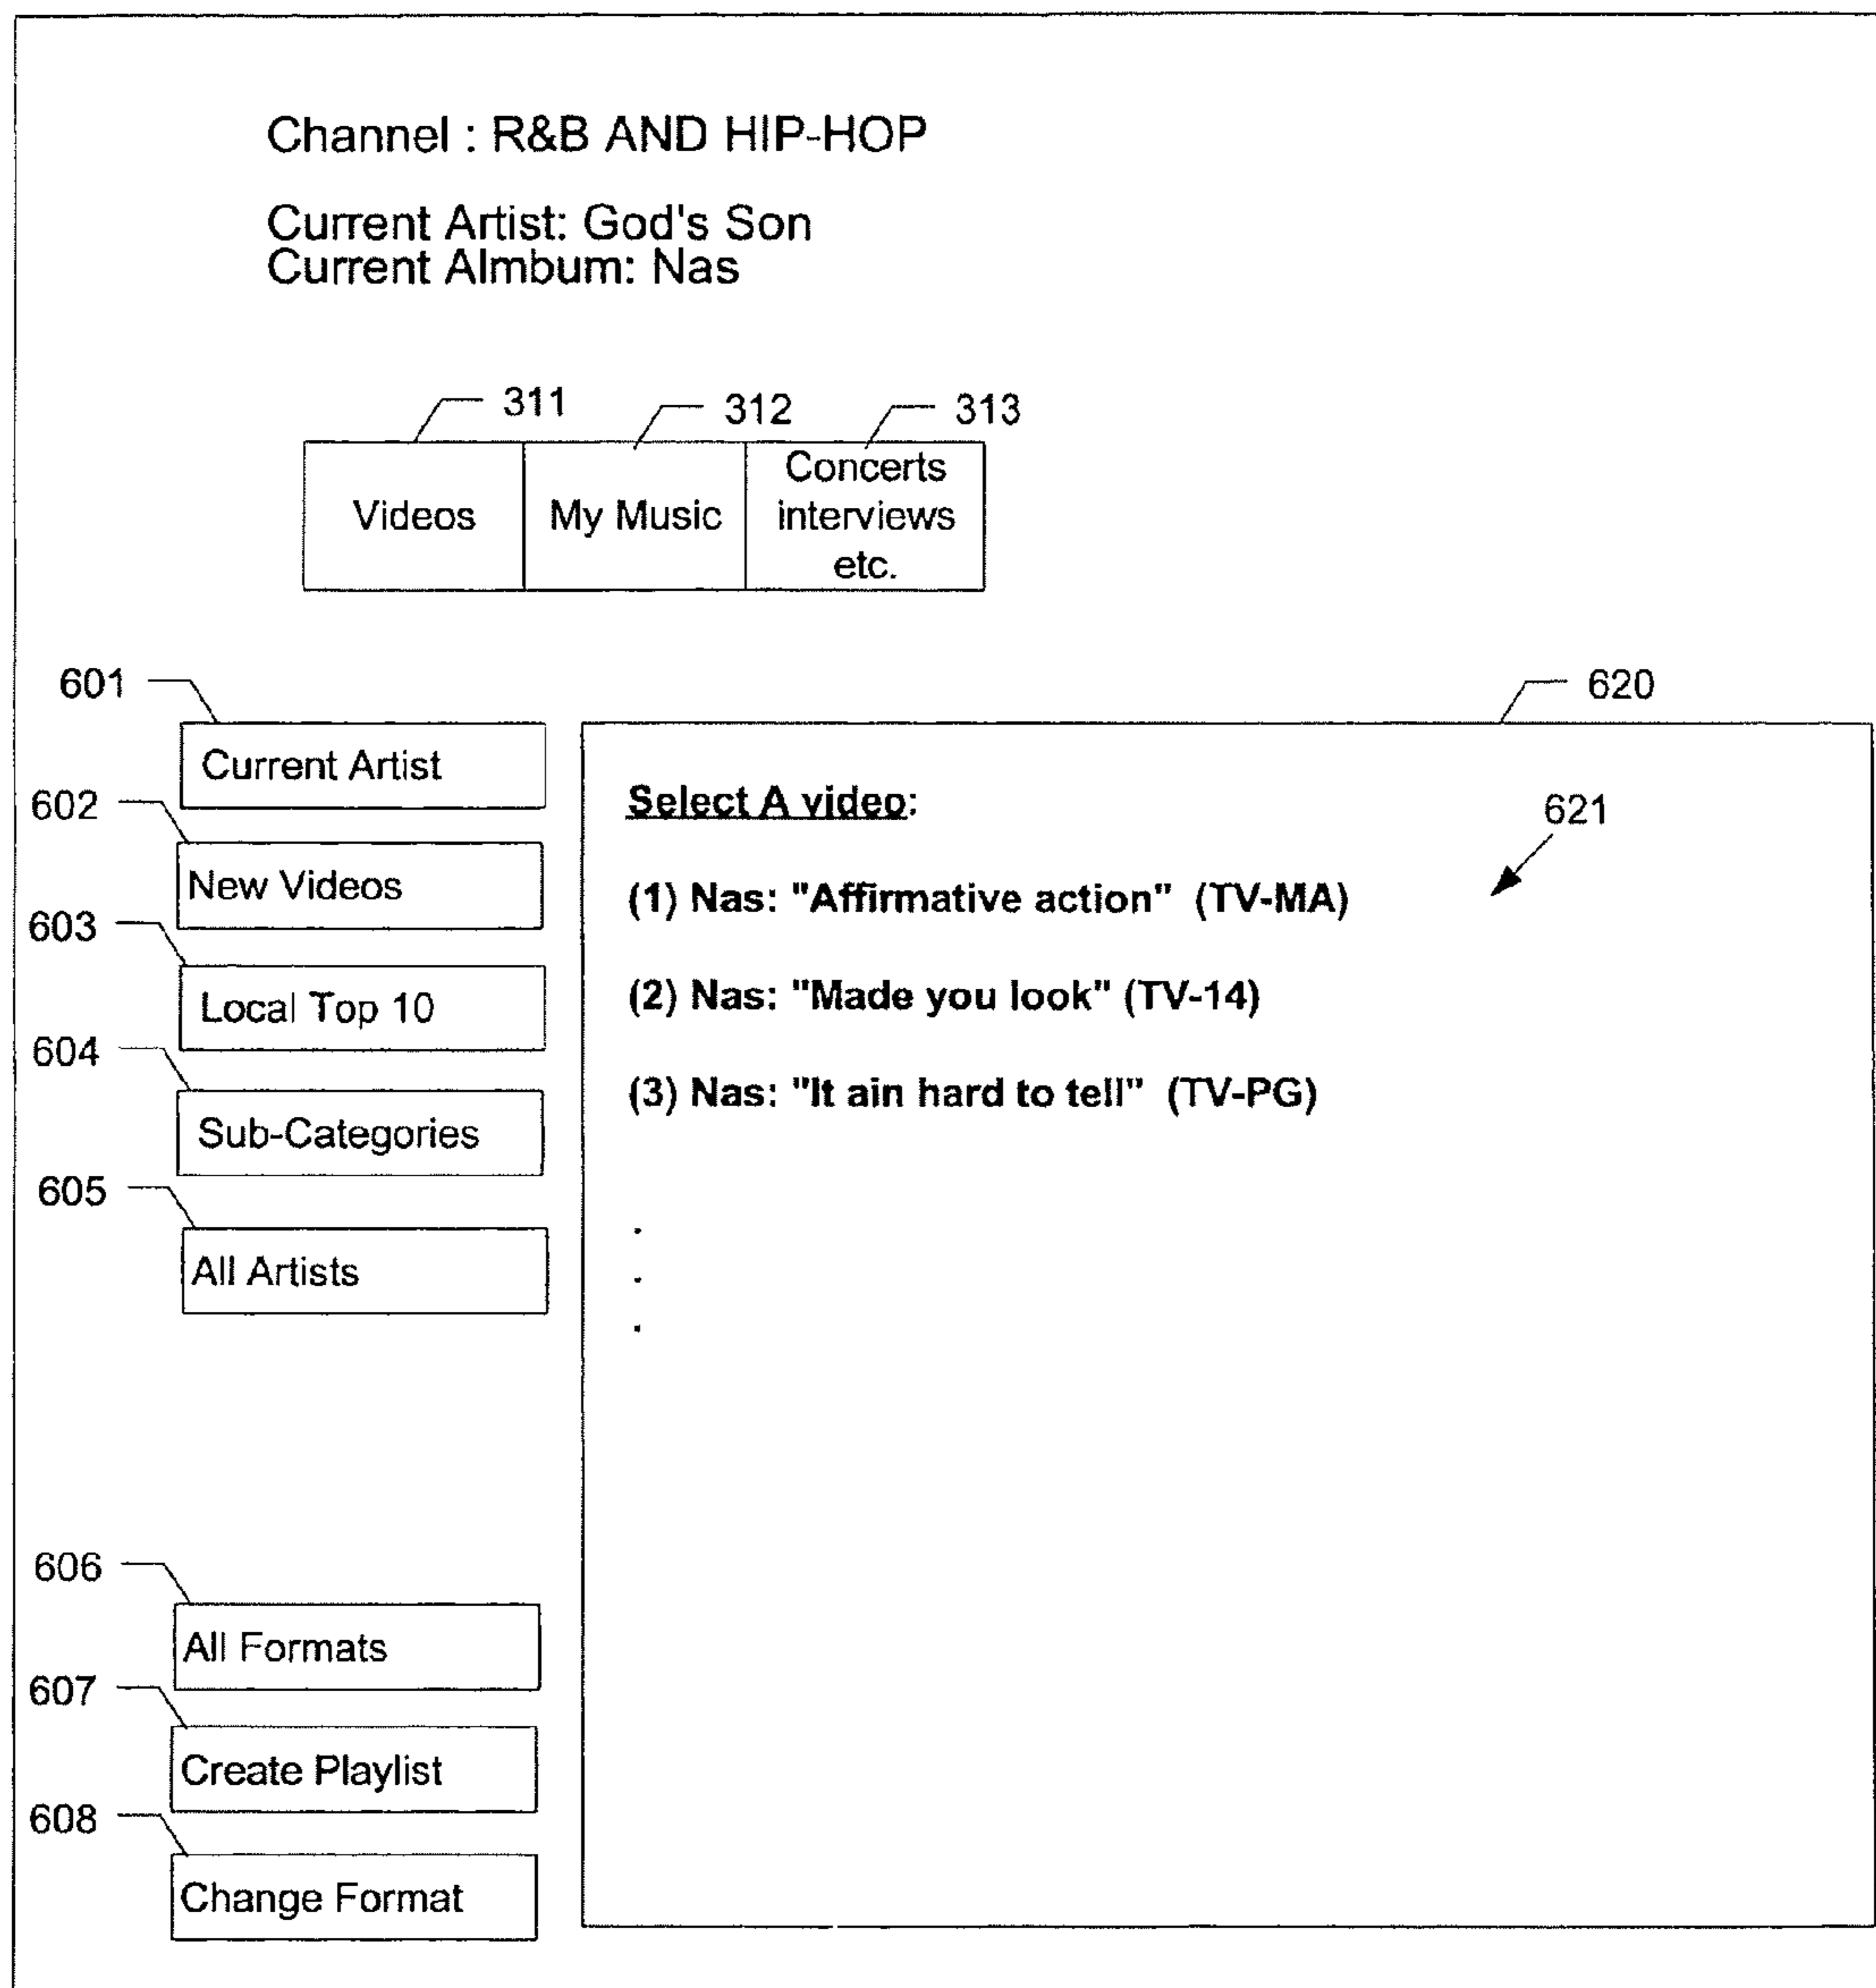 Channel : R&B AND HIP-HOP
Current Artist: God's Son
Current Almbum: Nas
311
312
313
Videos
My Music
Concerts
interviews
etc.
601
Current Artist
602
New Videos
603
Local Top 10
604
Sub-Categories
605
All Artists
606
All Formats
607
Create Playlist
608
Change Format
620
Select A video:
621
(1) Nas: "Affirmative action" (TV-MA)
(2) Nas: "Made you look" (TV-14)
(3) Nas: "It ain hard to tell" (TV-PG)
.
.
.